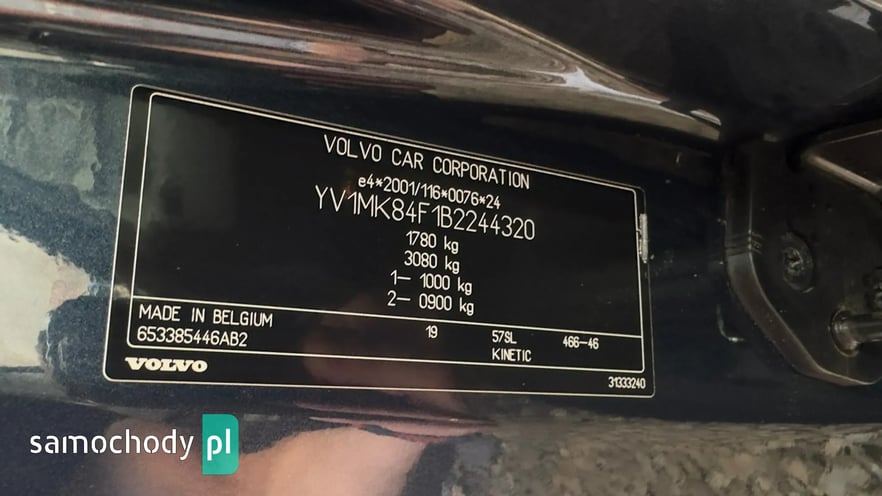 VOLVO CAR CORPORATION
e4*2001/116*0076*24
YV1MK84F1B2244320
1780 kg
3080 kg
1– 1000 kg
2– 0900 kg
MADE IN BELGIUM 19 57SL 466-46
653385446AB2 KINETIC
VOLVO
31333240
samochody pl